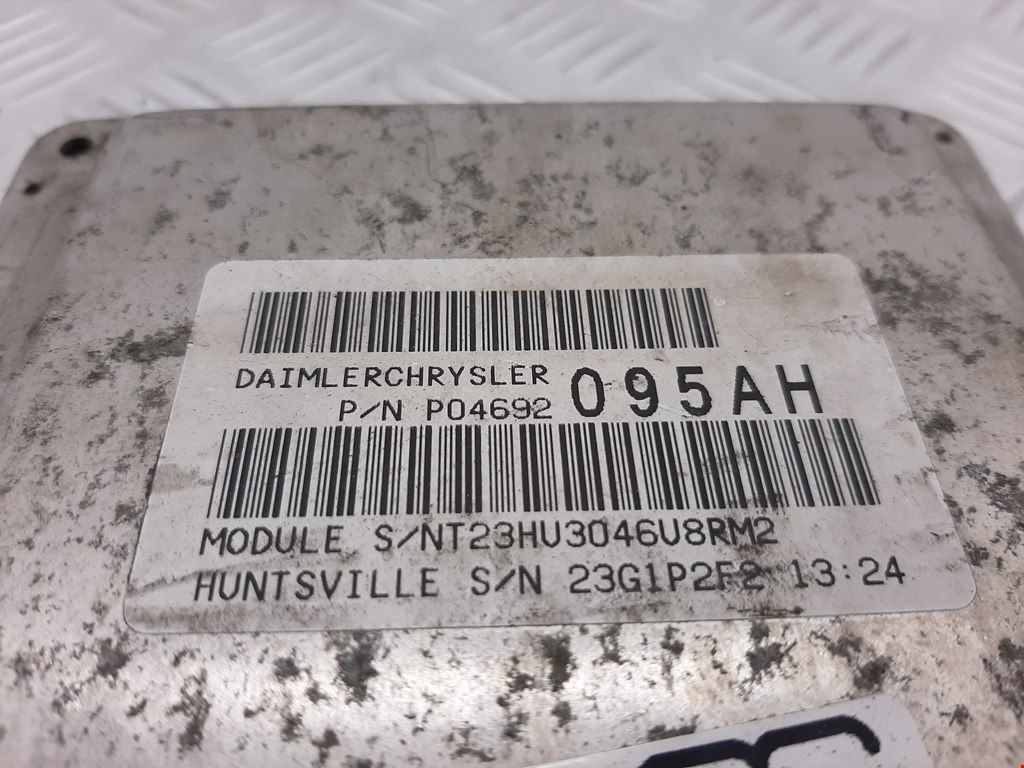 DAIMLERCHRYSLER
P/N P04692 095AH
MODULE S/NT23HU3046U8RM2
HUNTSVILLE S/N 23G1P2F2 13:24